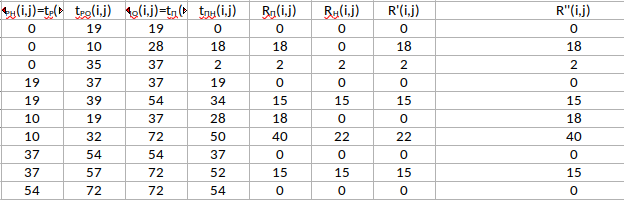 РН(i,j)=tР( tРО(i,j) О(i,j)=tП( tПН(i,j) RП(i,j) RН(i,j) R'(i,j) R''(i,j)
0 19 19 0 0 0 0 0
0 10 28 18 18 0 18 18
0 35 37 2 2 2 2 2
19 37 37 19 0 0 0 0
19 39 54 34 15 15 15 15
10 19 37 28 18 0 0 18
10 32 72 50 40 22 22 40
37 54 54 37 0 0 0 0
37 57 72 52 15 15 15 15
54 72 72 54 0 0 0 0